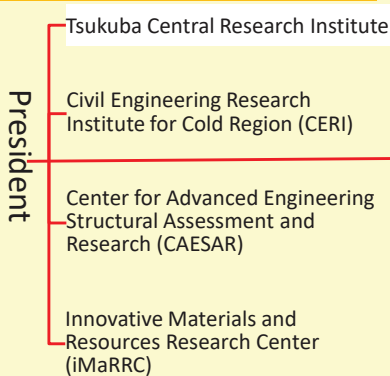 President
Tsukuba Central Research Institute
Civil Engineering Research
Institute for Cold Region (CERI)
Center for Advanced Engineering
Structural Assessment and
Research (CAESAR)
Innovative Materials and
Resources Research Center
(iMaRRC)